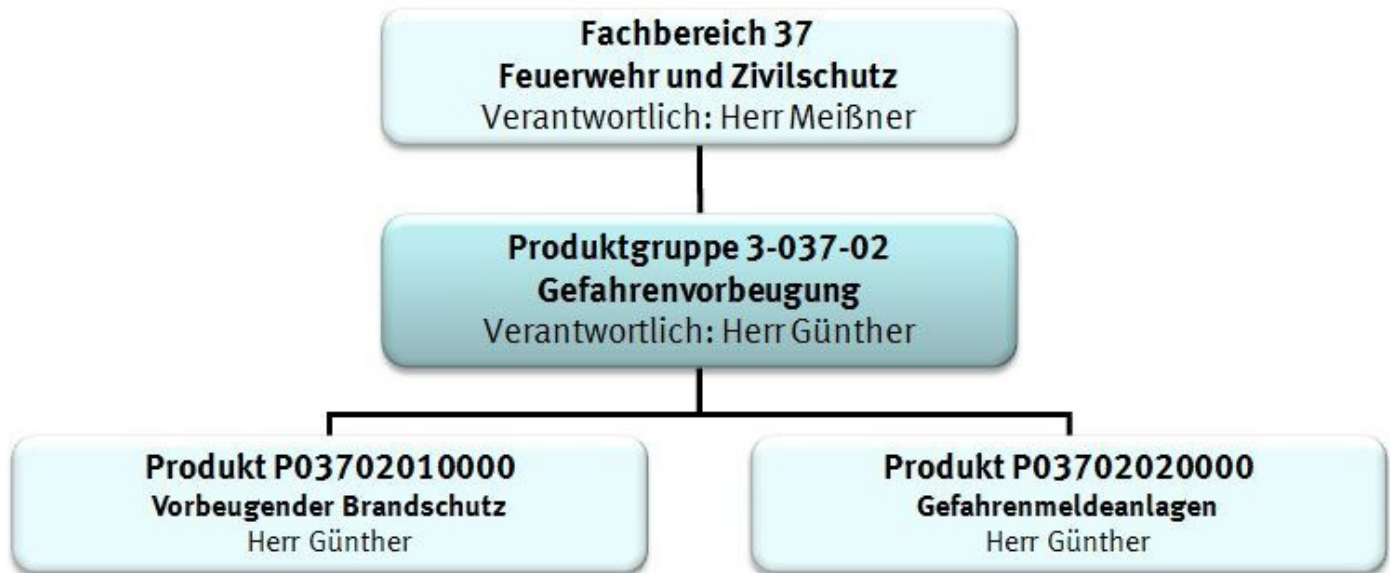 Fachbereich 37
Feuerwehr und Zivilschutz
Verantwortlich: Herr Meißner
Produktgruppe 3-037-02
Gefahrenvorbeugung
Verantwortlich: Herr Günther
Produkt P03702010000
Vorbeugender Brandschutz
Herr Günther
Produkt P03702020000
Gefahrenmeldeanlagen
Herr Günther